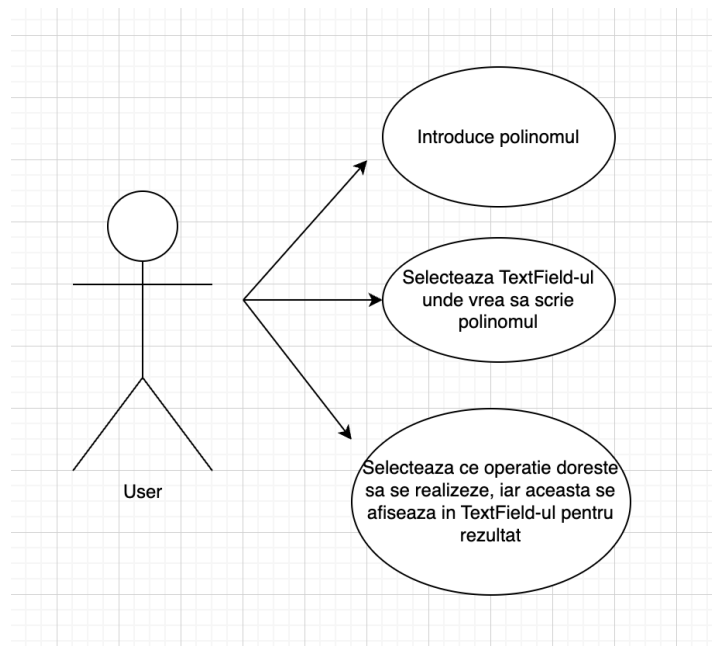 Introduce polinomul
Selecteaza TextField-ul
unde vrea sa scrie
polinomul
Selecteaza ce operatie doreste
sa se realizeze, iar aceasta se
afiseaza in TextField-ul pentru
rezultat
User